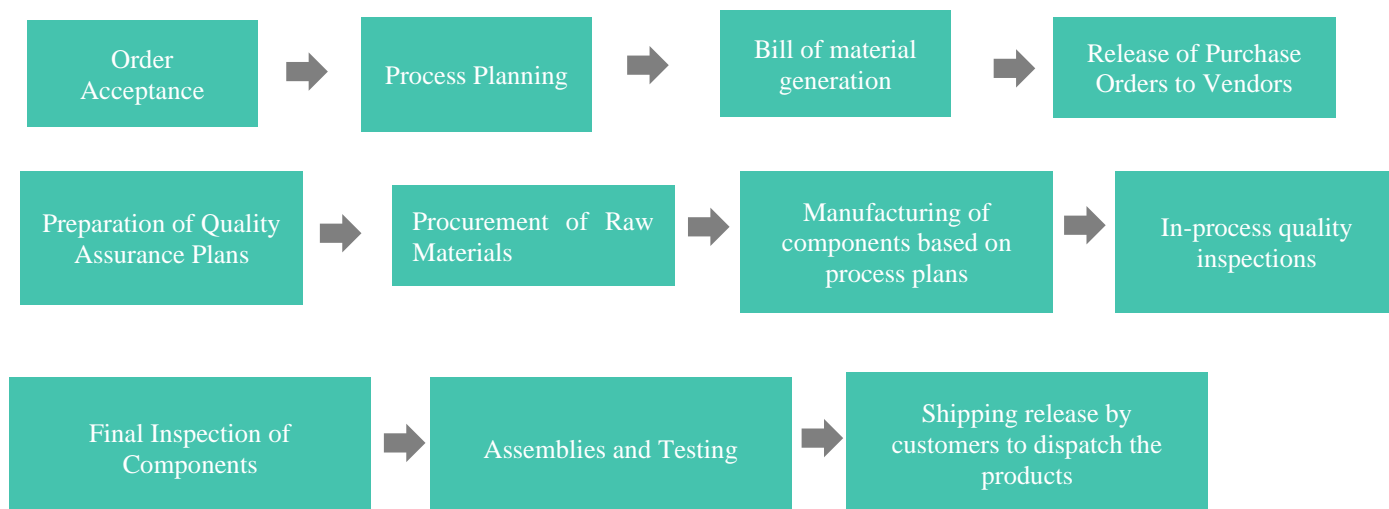 Order
Acceptance
Process Planning
Bill of material
generation
Release of Purchase
Orders to Vendors
Preparation of Quality
Assurance Plans
Procurement of Raw
Materials
Manufacturing of
components based on
process plans
In-process quality
inspections
Final Inspection of
Components
Assemblies and Testing
Shipping release by
customers to dispatch the
products